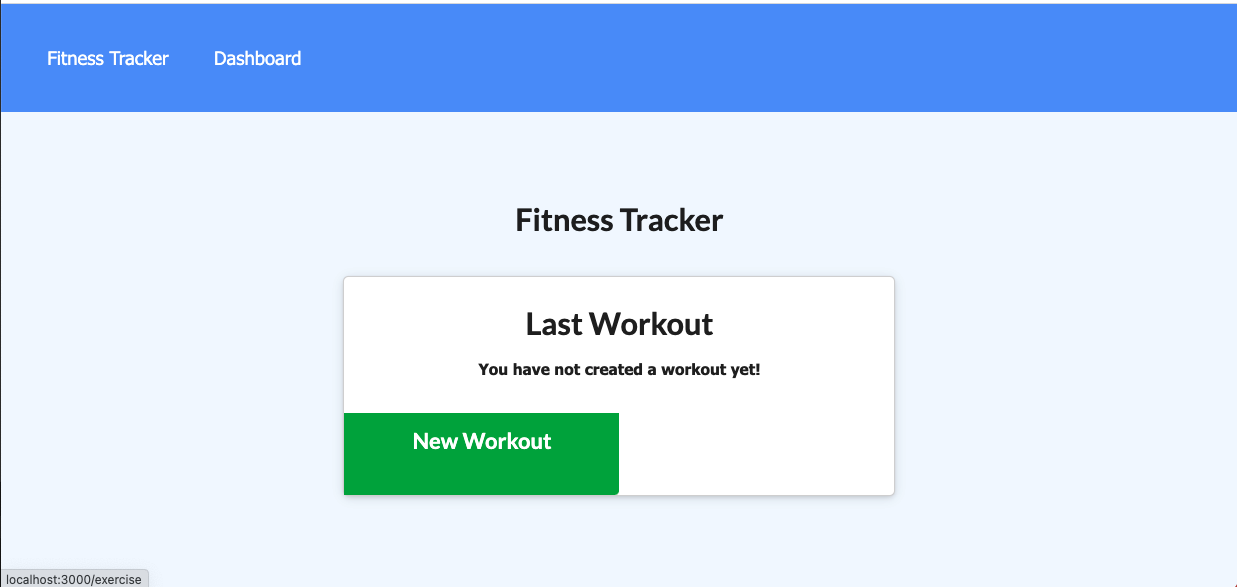 Fitness Tracker Dashboard
Fitness Tracker
Last Workout
You have not created a workout yet!
New Workout
localhost:3000/exercise